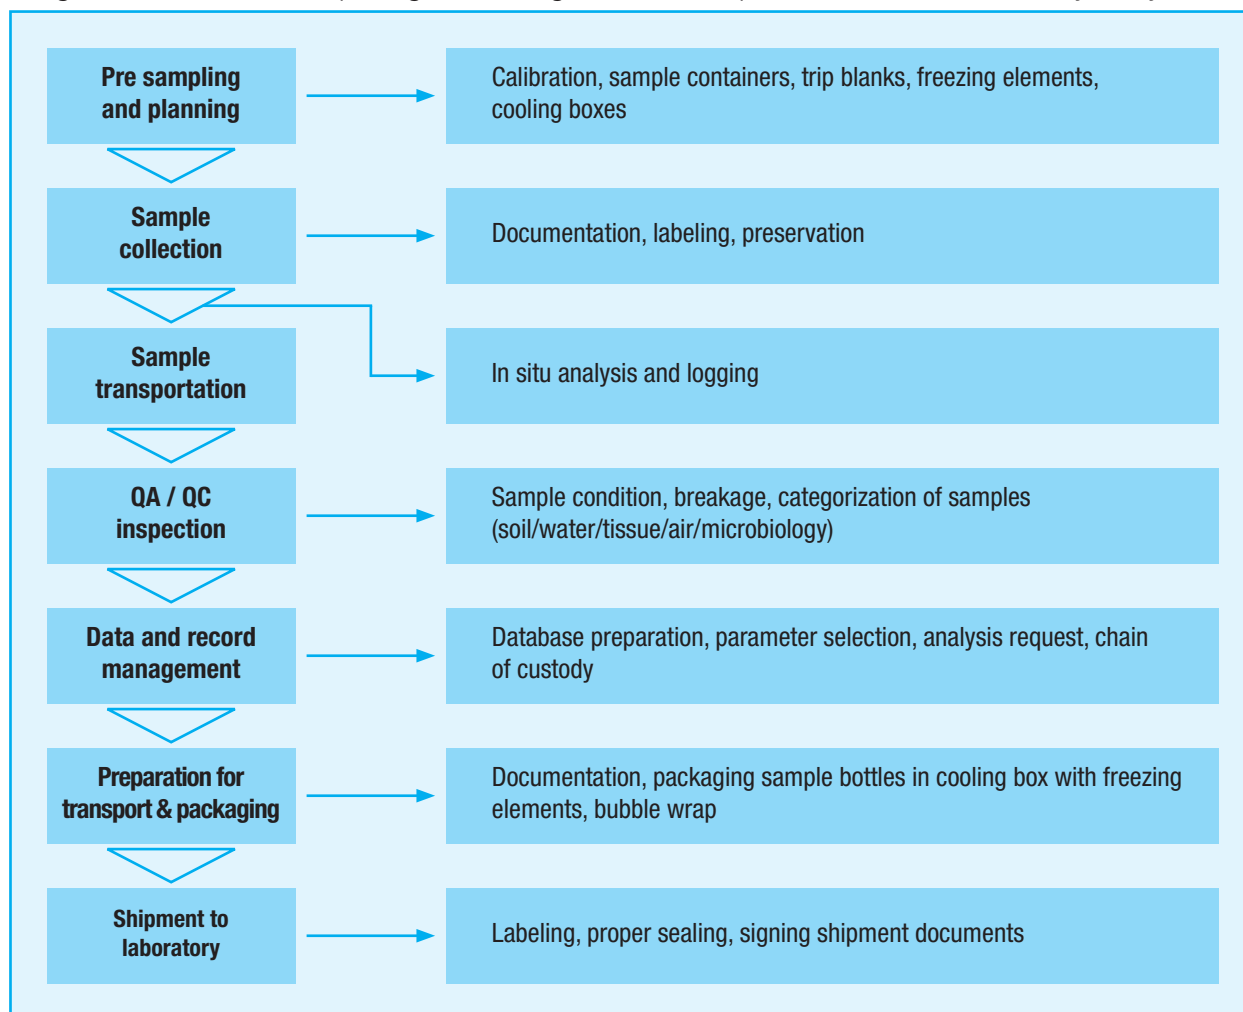 Pre sampling
and planning
Calibration, sample containers, trip blanks, freezing elements,
cooling boxes
Sample
collection
Documentation, labeling, preservation
Sample
transportation
In situ analysis and logging
QA / QC
inspection
Sample condition, breakage, categorization of samples
(soil/water/tissue/air/microbiology)
Data and record
management
Database preparation, parameter selection, analysis request, chain
of custody
Preparation for
transport & packaging
Documentation, packaging sample bottles in cooling box with freezing
elements, bubble wrap
Shipment to
laboratory
Labeling, proper sealing, signing shipment documents